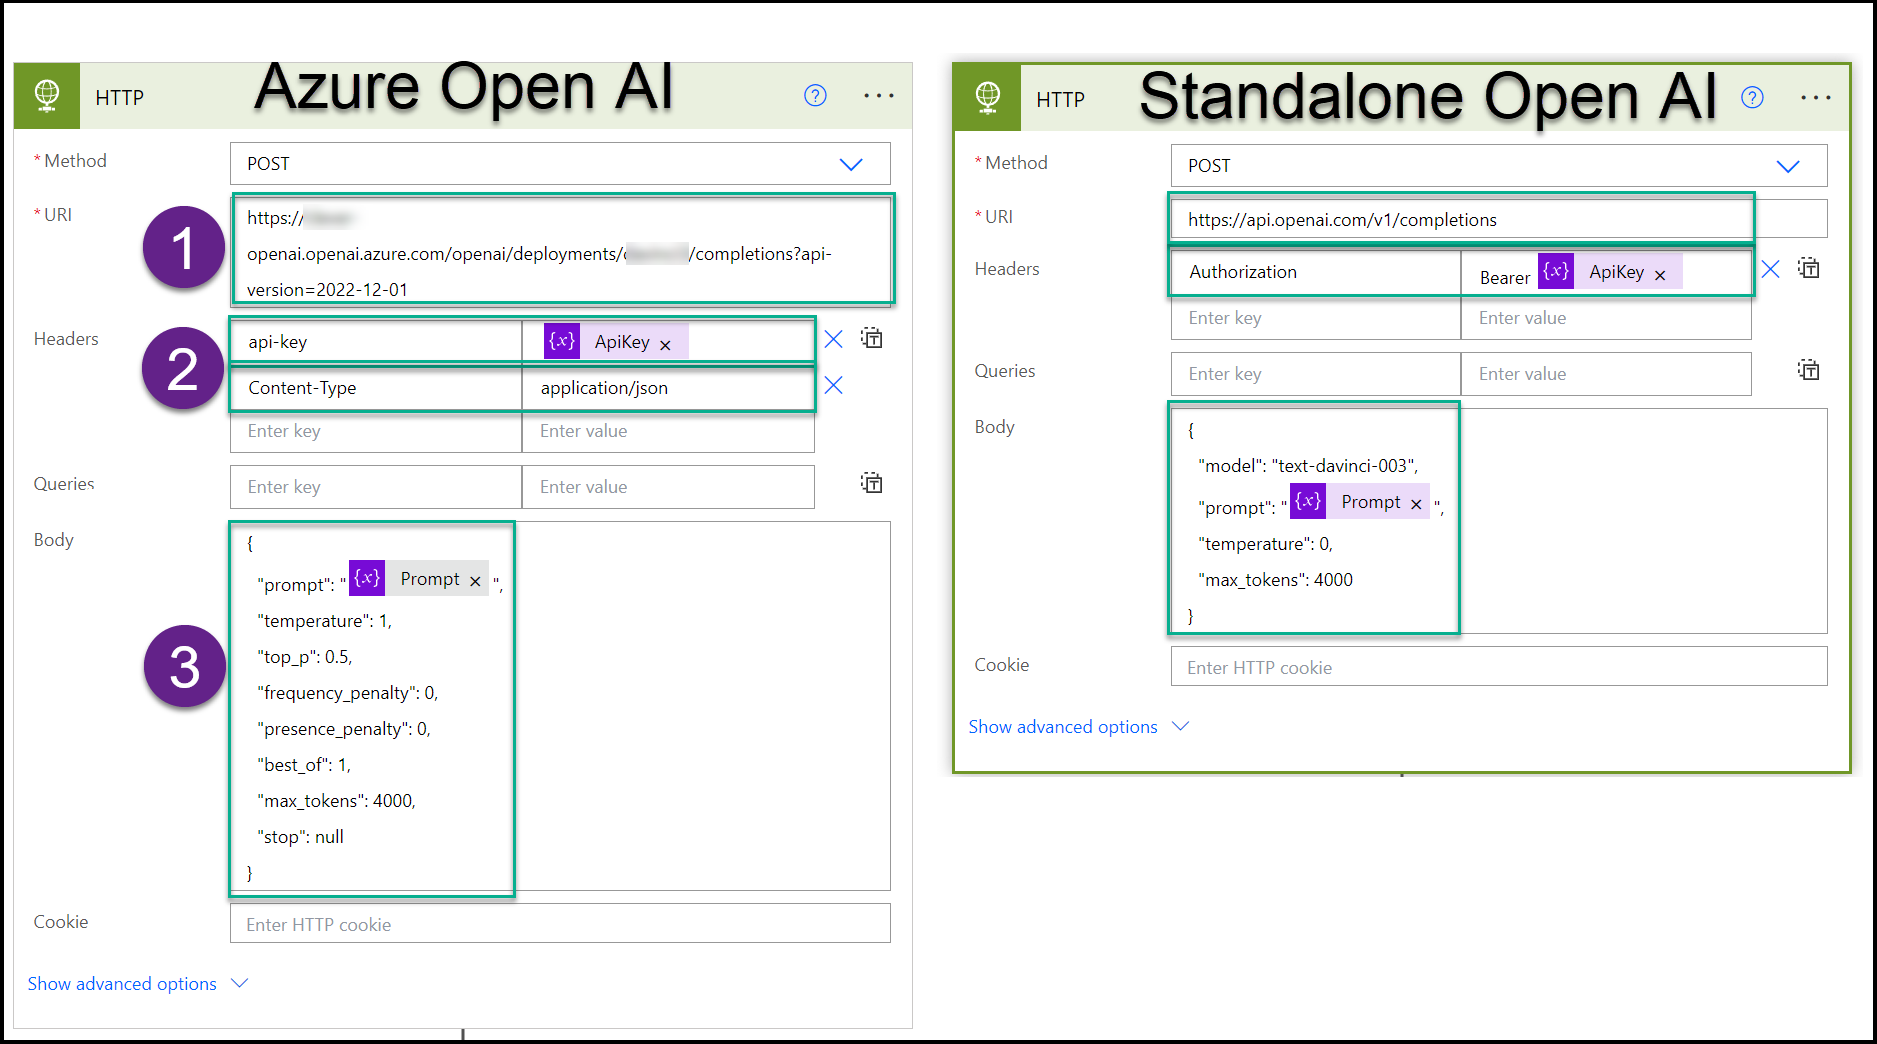 HTTP
Azure Open AI
* Method
POST
* URI
1
https://
openai.openai.azure.com/openai/deployments/ /completions?api-
version=2022-12-01
Headers
2
api-key
{x} ApiKey ×
Content-Type
application/json
Enter key
Enter value
Queries
Enter key
Enter value
Body
3
{
"prompt": " {x} Prompt × ",
"temperature": 1,
"top_p": 0.5,
"frequency_penalty": 0,
"presence_penalty": 0,
"best_of": 1,
"max_tokens": 4000,
"stop": null
}
Cookie
Enter HTTP cookie
Show advanced options
HTTP
Standalone Open AI
* Method
POST
* URI
https://api.openai.com/v1/completions
Headers
Authorization
Bearer {x} ApiKey ×
Enter key
Enter value
Queries
Enter key
Enter value
Body
{
"model": "text-davinci-003",
"prompt": " {x} Prompt × ",
"temperature": 0,
"max_tokens": 4000
}
Cookie
Enter HTTP cookie
Show advanced options